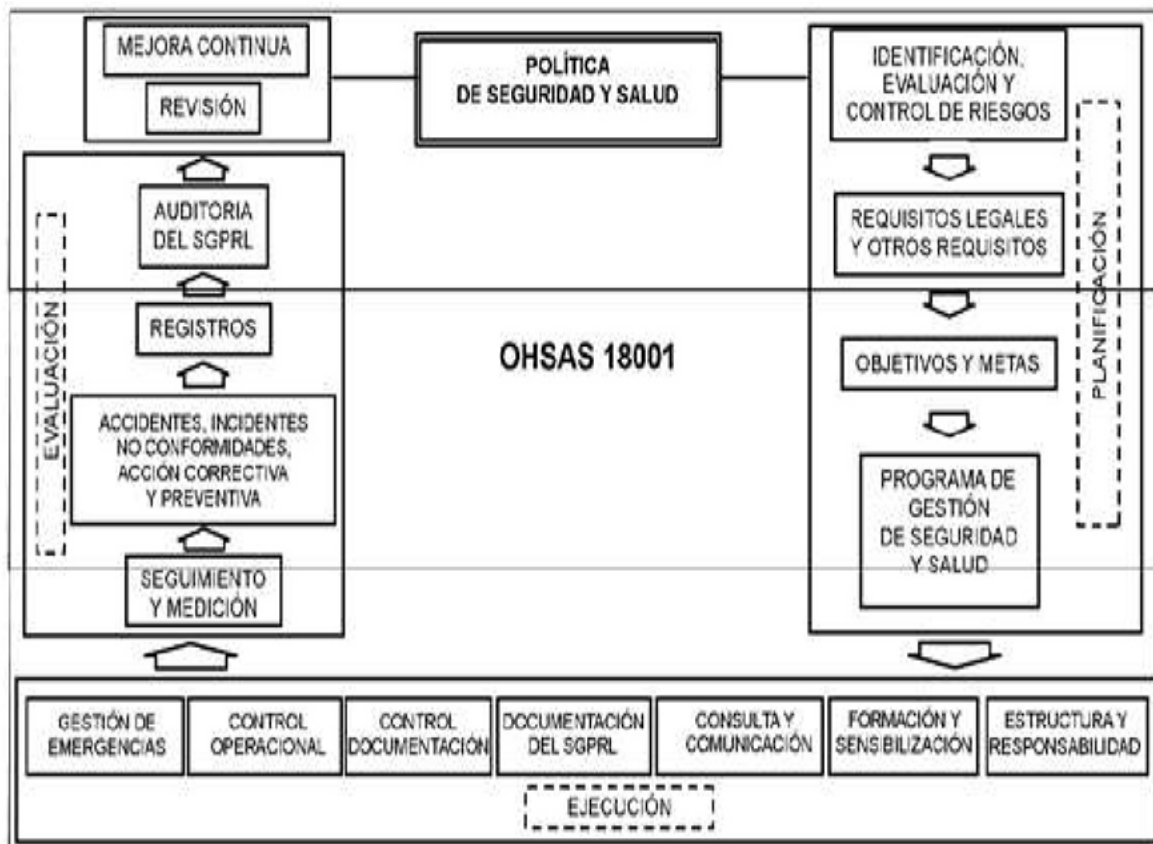 MEJORA CONTINUA
REVISIÓN
POLÍTICA
DE SEGURIDAD Y SALUD
IDENTIFICACIÓN,
EVALUACIÓN Y
CONTROL DE RIESGOS
REQUISITOS LEGALES
Y OTROS REQUISITOS
OBJETIVOS Y METAS
PROGRAMA DE
GESTIÓN
DE SEGURIDAD
Y SALUD
PLANIFICACIÓN
OHSAS 18001
AUDITORIA
DEL SGPRL
REGISTROS
ACCIDENTES, INCIDENTES
NO CONFORMIDADES,
ACCIÓN CORRECTIVA
Y PREVENTIVA
SEGUIMIENTO
Y MEDICIÓN
EVALUACIÓN
GESTIÓN DE
EMERGENCIAS
CONTROL
OPERACIONAL
CONTROL
DOCUMENTACIÓN
DOCUMENTACIÓN
DEL SGPRL
CONSULTA Y
COMUNICACIÓN
FORMACIÓN Y
SENSIBILIZACIÓN
ESTRUCTURA Y
RESPONSABILIDAD
EJECUCIÓN